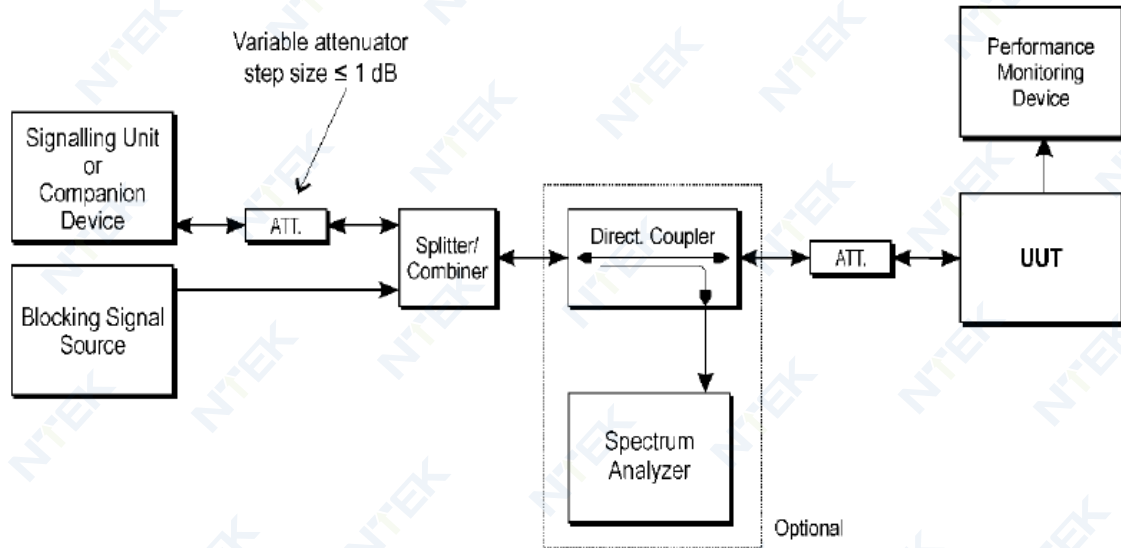 Variable attenuator
step size ≤ 1 dB
Performance
Monitoring
Device
Signalling Unit
or
Companion
Device
ATT.
Splitter/
Combiner
Direct. Coupler
ATT.
UUT
Blocking Signal
Source
Spectrum
Analyzer
Optional
NTEK